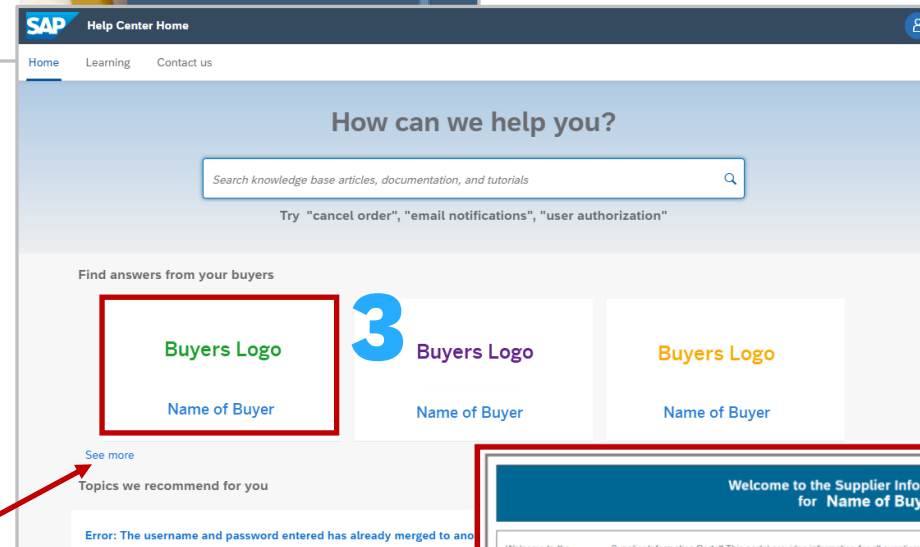 SAP Help Center Home
Home Learning Contact us
How can we help you?
Search knowledge base articles, documentation, and tutorials
Try "cancel order", "email notifications", "user authorization"
Find answers from your buyers
3
Buyers Logo Buyers Logo Buyers Logo
Name of Buyer Name of Buyer Name of Buyer
See more
Topics we recommend for you
Welcome to the Supplier Info
for Name of Buy
Error: The username and password entered has already merged to ano